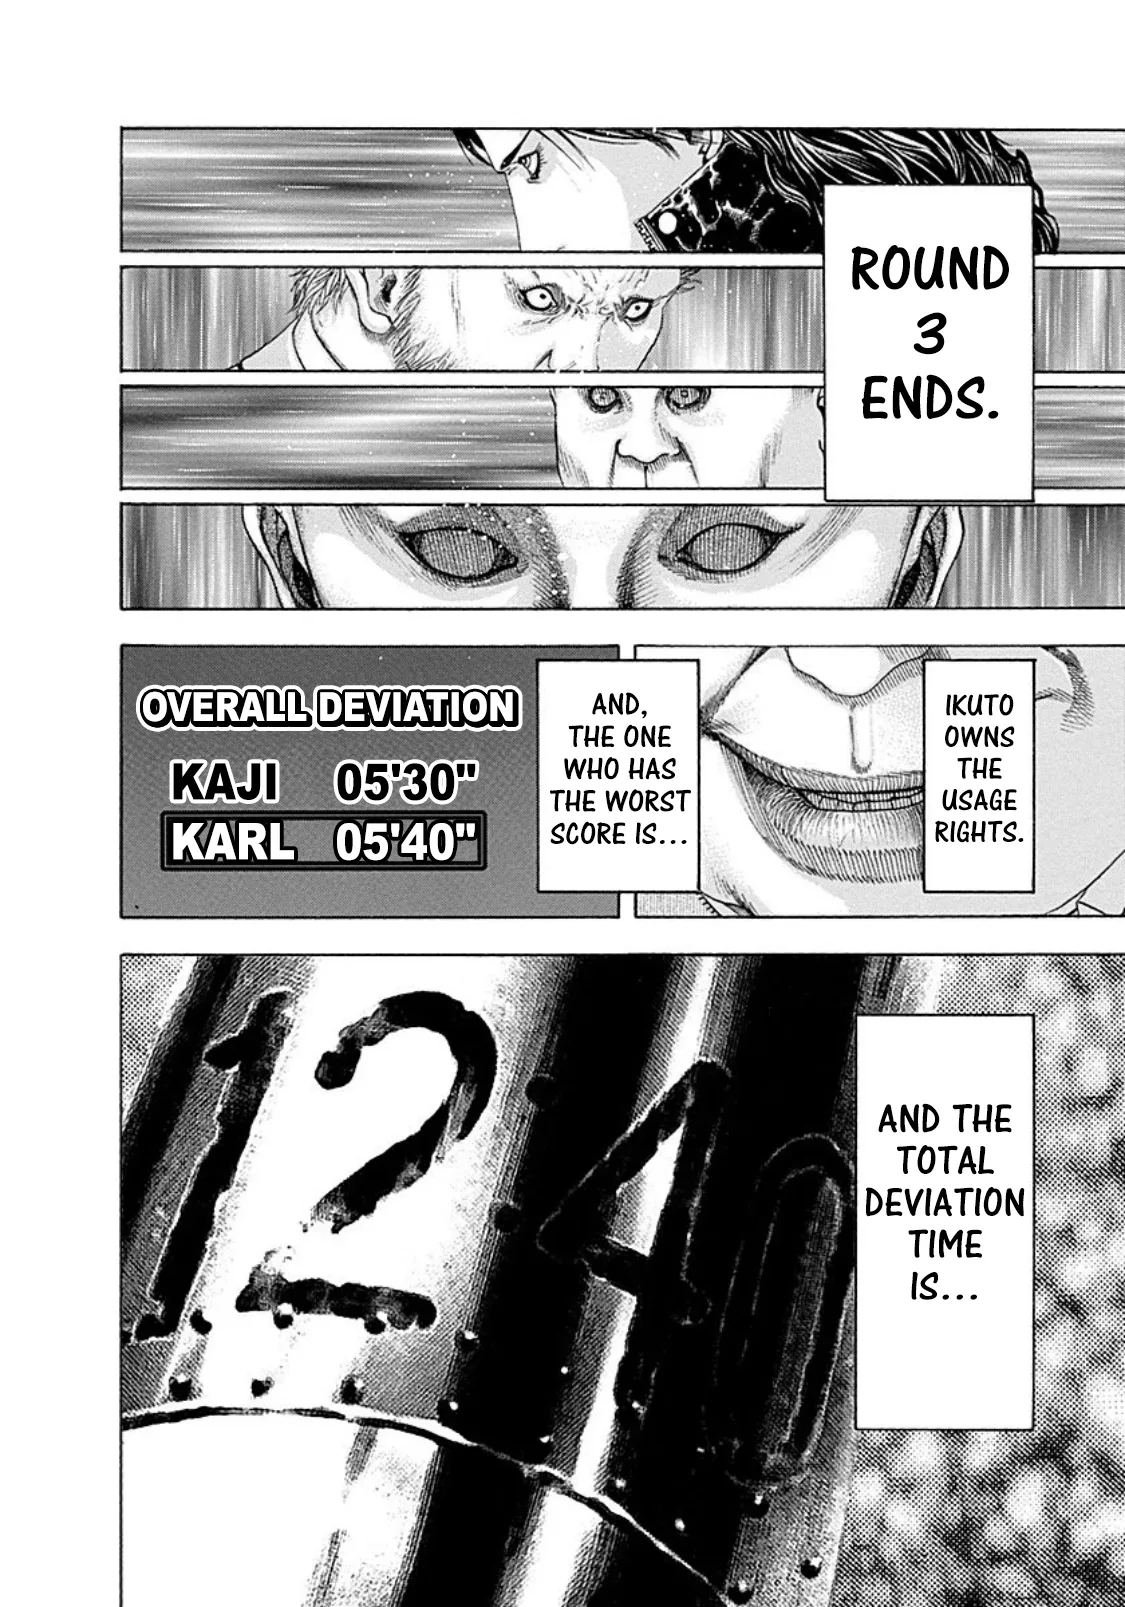 ROUND
3
ENDS.
IKUTO
OWNS
THE
USAGE
RIGHTS.
AND,
THE ONE
WHO HAS
THE WORST
SCORE IS...
OVERALL DEVIATION
KAJI 05'30"
KARL 05'40"
AND THE
TOTAL
DEVIATION
TIME
IS...
1240